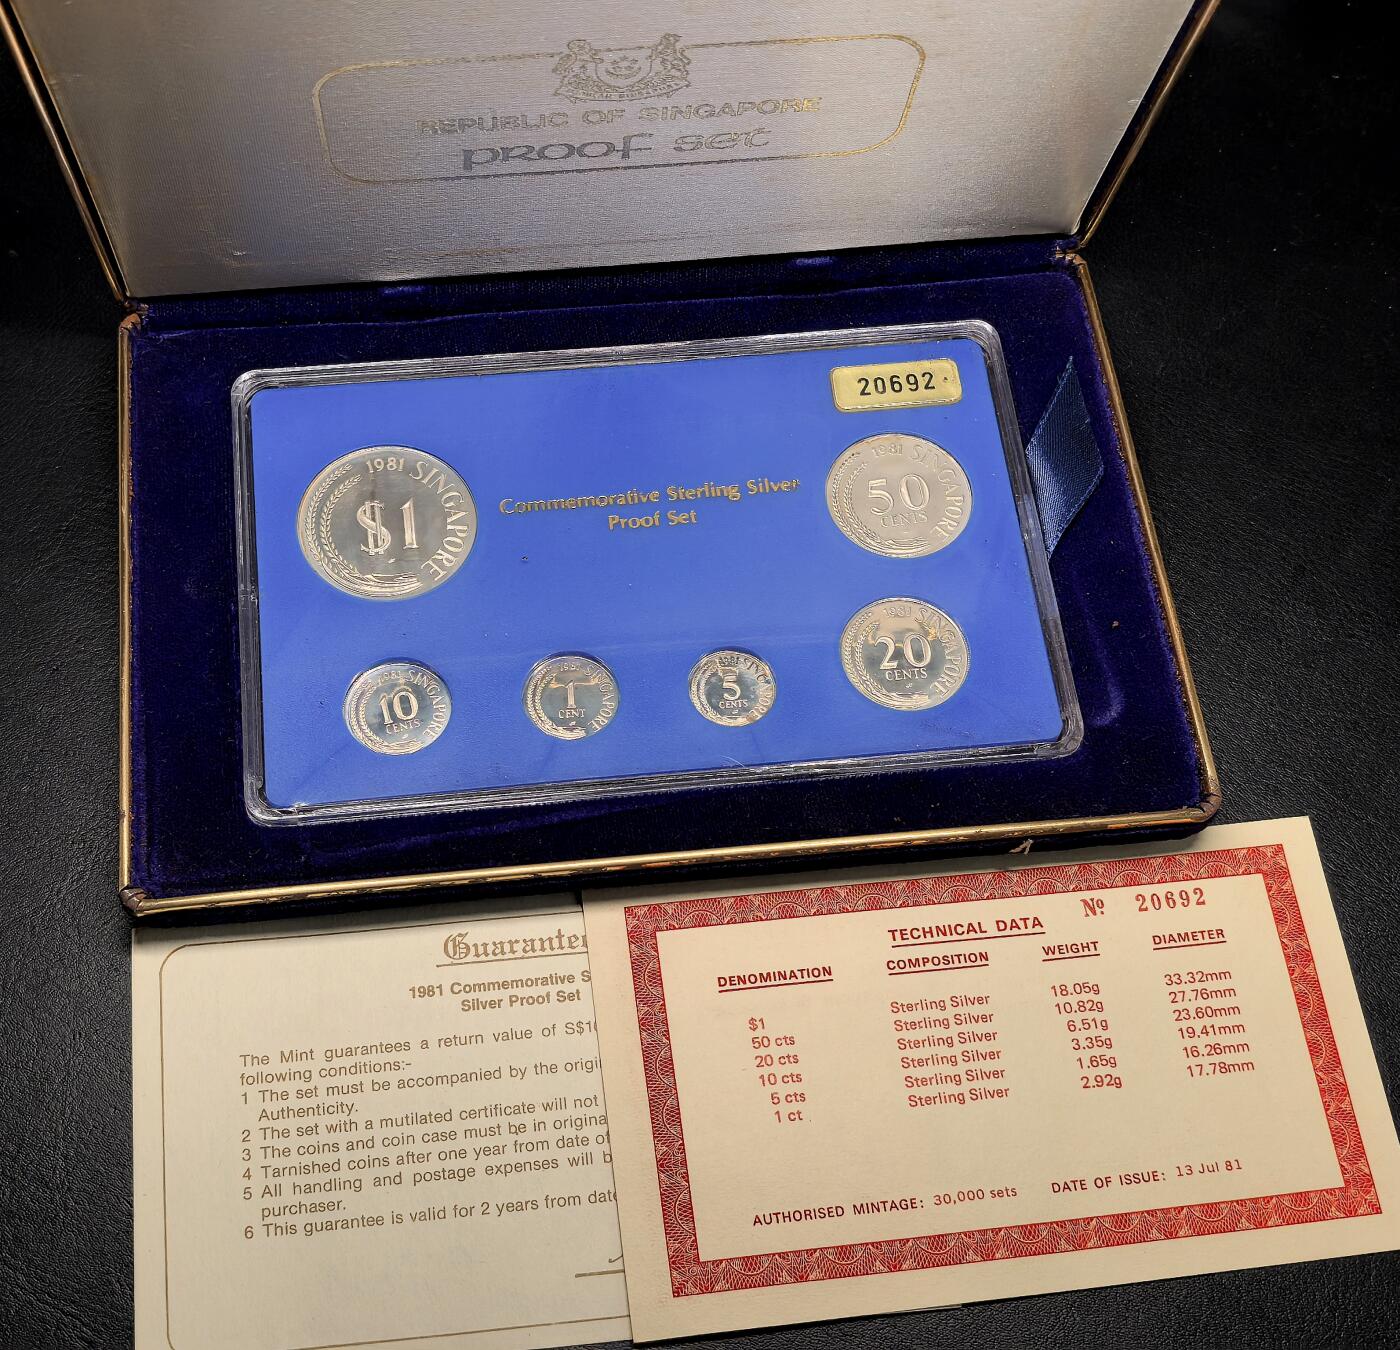 REPUBLIC OF SINGAPORE
PROOF SET
20692
1981 SINGAPORE
$1
Commemorative Sterling Silver
Proof Set
1981 SINGAPORE
50
CENTS
1981 SINGAPORE
20
CENTS
1981 SINGAPORE
10
CENTS
1981 SINGAPORE
1
CENT
1981 SINGAPORE
5
CENTS
Guarantee
1981 Commemorative S
Silver Proof Set
The Mint guarantees a return value of S$10
following conditions:-
1 The set must be accompanied by the origi
Authenticity.
2 The set with a mutilated certificate will not
3 The coins and coin case must be in origina
4 Tarnished coins after one year from date of
5 All handling and postage expenses will b
purchaser.
6 This guarantee is valid for 2 years from date
Nº 20692
TECHNICAL DATA
DENOMINATION COMPOSITION WEIGHT DIAMETER
$1 Sterling Silver 18.05g 33.32mm
50 cts Sterling Silver 10.82g 27.76mm
20 cts Sterling Silver 6.51g 23.60mm
10 cts Sterling Silver 3.35g 19.41mm
5 cts Sterling Silver 1.65g 16.26mm
1 ct Sterling Silver 2.92g 17.78mm
AUTHORISED MINTAGE: 30,000 sets DATE OF ISSUE: 13 Jul 81